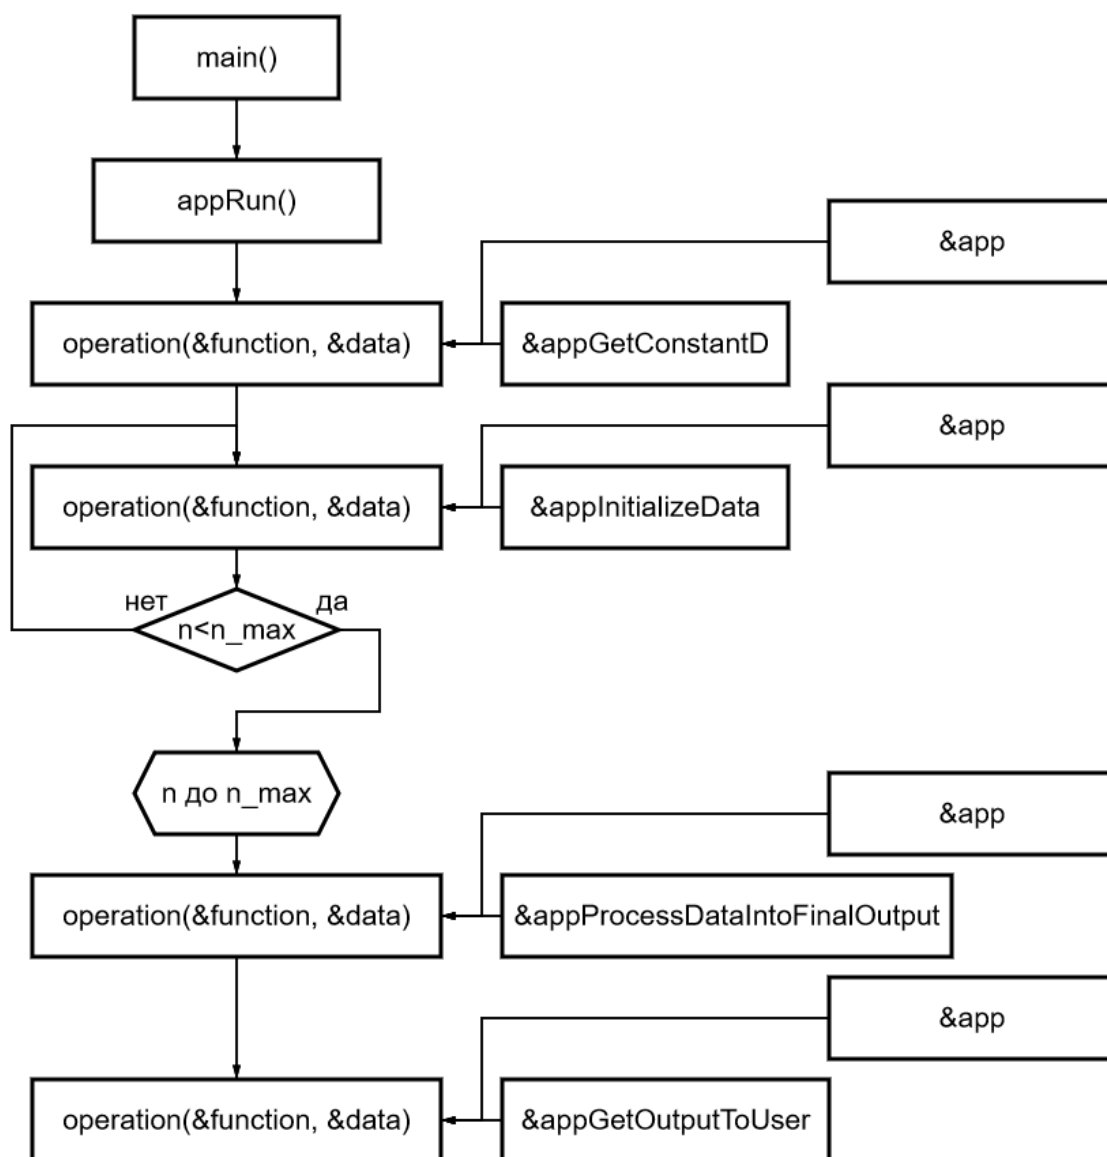 main()
appRun()
&app
operation(&function, &data)
&appGetConstantD
&app
operation(&function, &data)
&appInitializeData
нет
да
n<n_max
n до n_max
&app
operation(&function, &data)
&appProcessDataIntoFinalOutput
&app
operation(&function, &data)
&appGetOutputToUser